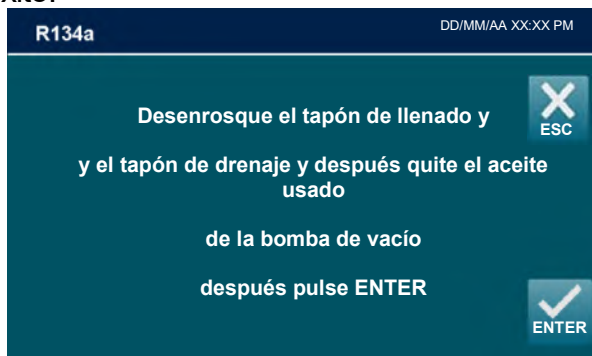 R134a
DD/MM/AA XX:XX PM
Desenrosque el tapón de llenado y
ESC
y el tapón de drenaje y después quite el aceite
usado
de la bomba de vacío
después pulse ENTER
ENTER